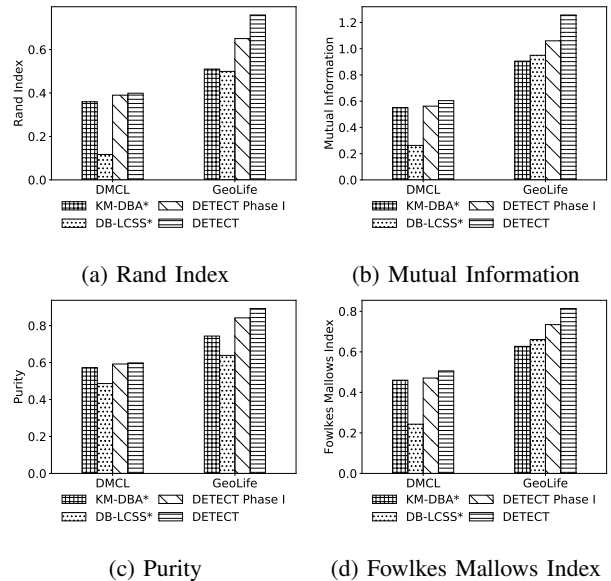 0.6
0.4
0.2
0.0
Rand Index
DMCL GeoLife
KM-DBA* DETECT Phase I
DB-LCSS* DETECT
(a) Rand Index
1.2
1.0
0.8
0.6
0.4
0.2
0.0
Mutual Information
DMCL GeoLife
KM-DBA* DETECT Phase I
DB-LCSS* DETECT
(b) Mutual Information
0.8
0.6
0.4
0.2
0.0
Purity
DMCL GeoLife
KM-DBA* DETECT Phase I
DB-LCSS* DETECT
(c) Purity
0.8
0.6
0.4
0.2
0.0
Fowlkes Mallows Index
DMCL GeoLife
KM-DBA* DETECT Phase I
DB-LCSS* DETECT
(d) Fowlkes Mallows Index